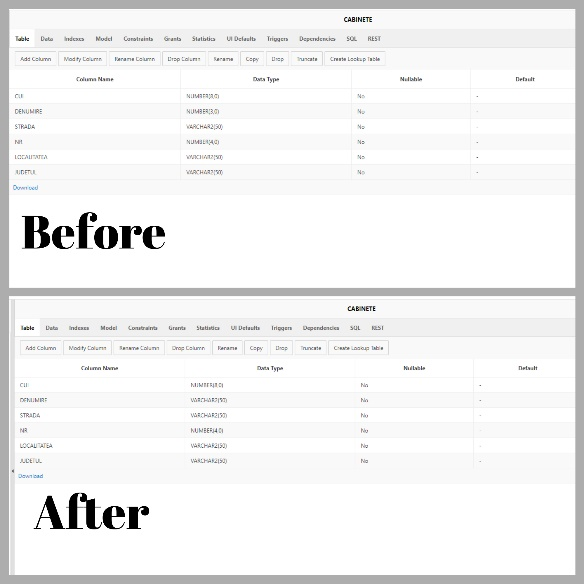 CABINETE
Table Data Indexes Model Constraints Grants Statistics UI Defaults Triggers Dependencies SQL REST
Add Column Modify Column Rename Column Drop Column Rename Copy Drop Truncate Create Lookup Table
Column Name Data Type Nullable Default
CUI NUMBER(8,0) No -
DENUMIRE NUMBER(3,0) No -
STRADA VARCHAR2(50) No -
NR NUMBER(4,0) No -
LOCALITATEA VARCHAR2(50) No -
JUDETUL VARCHAR2(50) No -
Download
Before
CABINETE
Table Data Indexes Model Constraints Grants Statistics UI Defaults Triggers Dependencies SQL REST
Add Column Modify Column Rename Column Drop Column Rename Copy Drop Truncate Create Lookup Table
Column Name Data Type Nullable Default
CUI NUMBER(8,0) No -
DENUMIRE VARCHAR2(50) No -
STRADA VARCHAR2(50) No -
NR NUMBER(4,0) No -
LOCALITATEA VARCHAR2(50) No -
JUDETUL VARCHAR2(50) No -
Download
After